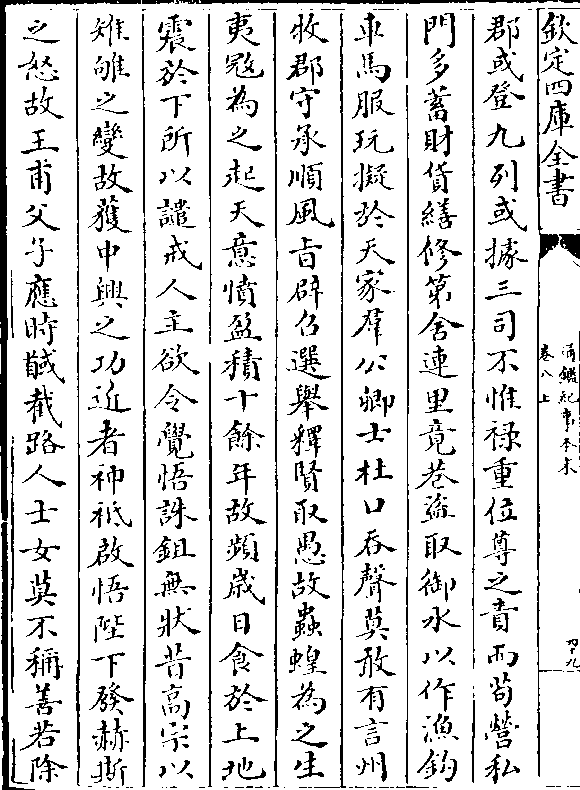 欽定四庫全書
通鑑紀事本末
卷八上
四十九
郡或登九列或據三司不惟禄重位尊之責而茍營私
門多蓄財貨繕修第舍連里竟巷盜取御水以作漁釣
車馬服玩擬於天家羣公卿士杜口吞聲莫敢有言州
牧郡守承順風旨辟召選舉釋賢取愚故蟲蝗為之生
夷寇為之起天意憤盈積十餘年故頻歲日食於上地
震於下所以譴戒人主欲令覺悟誅鉏無狀昔高宗以
雉雊之變故獲中興之功近者神祇啟悟陛下發赫斯
之怒故王甫父子應時馘截路人士女莫不稱善若除